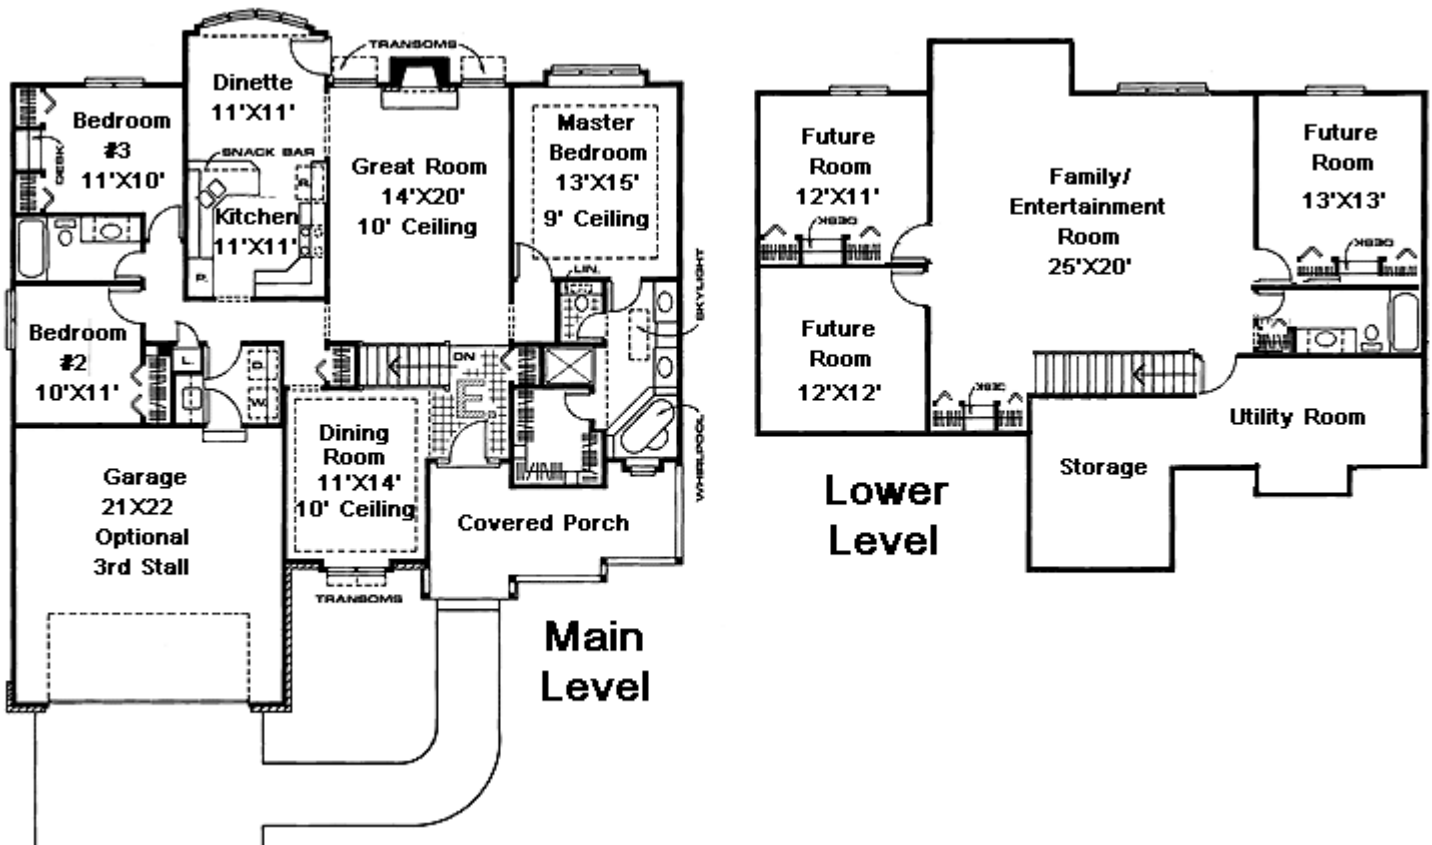 TRANSOMS
Dinette
11'X11'
Bedroom
#3
11'X10'
DESK
SNACK BAR
R.
Kitchen
11'X11'
P.
Great Room
14'X20'
10' Ceiling
Master
Bedroom
13'X15'
9' Ceiling
LIN.
SKYLIGHT
Bedroom
#2
10'X11'
L.
D.
W.
DN
E.
WHIRLPOOL
Dining
Room
11'X14'
10' Ceiling
TRANSOMS
Garage
21X22
Optional
3rd Stall
Covered Porch
Main
Level
Future
Room
12'X11'
DESK
Future
Room
12'X12'
Family/
Entertainment
Room
25'X20'
DESK
Future
Room
13'X13'
DESK
Utility Room
Storage
Lower
Level